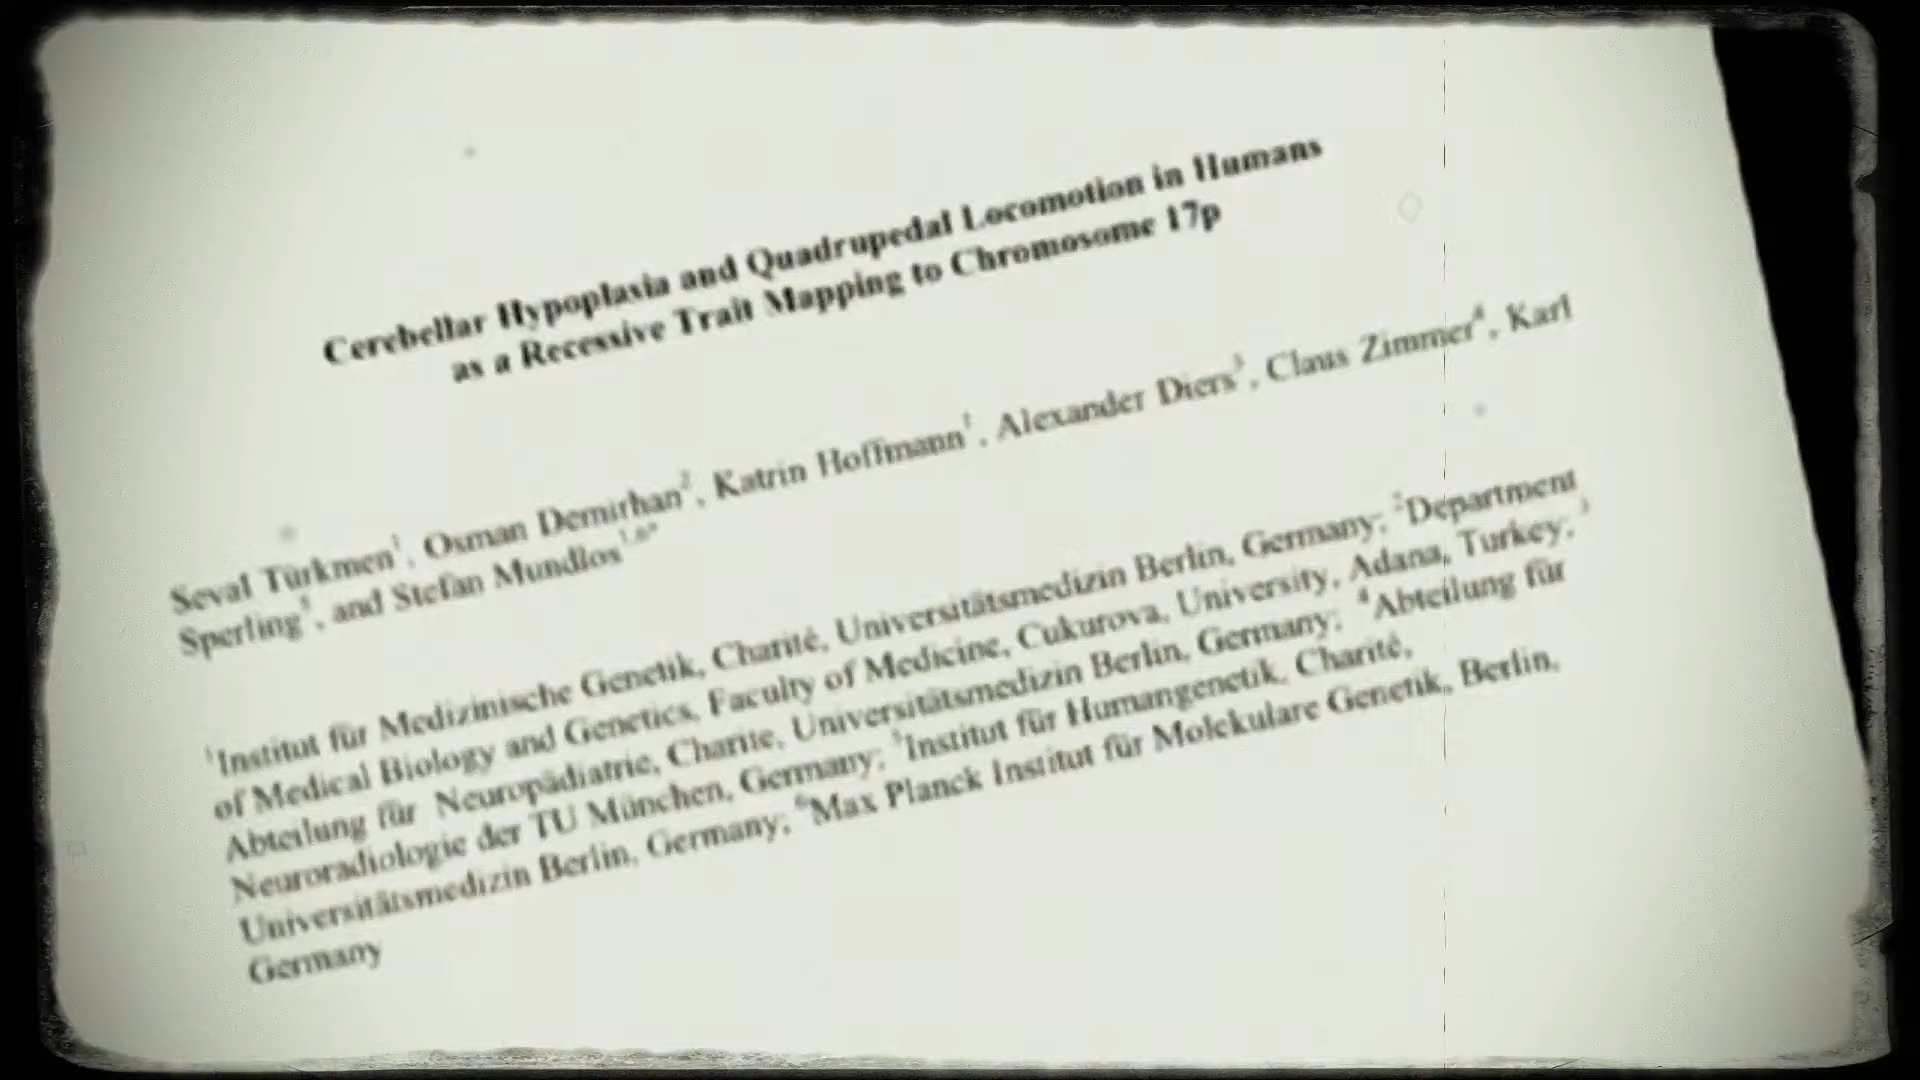 Cerebellar Hypoplasia and Quadrupedal Locomotion in Humans
as a Recessive Trait Mapping to Chromosome 17p
Seval Türkmen¹, Osman Demirhan², Katrin Hoffmann¹, Alexander Diers³, Claus Zimmer⁴, Karl
Sperling⁵, and Stefan Mundlos¹,⁶*
¹Institut für Medizinische Genetik, Charité, Universitätsmedizin Berlin, Germany; ²Department
of Medical Biology and Genetics, Faculty of Medicine, Cukurova, University, Adana, Turkey; ³
Abteilung für Neuropädiatrie, Charite, Universitätsmedizin Berlin, Germany; ⁴Abteilung für
Neuroradiologie der TU München, Germany; ⁵Institut für Humangenetik, Charité,
Universitätsmedizin Berlin, Germany; ⁶Max Planck Institut für Molekulare Genetik, Berlin,
Germany